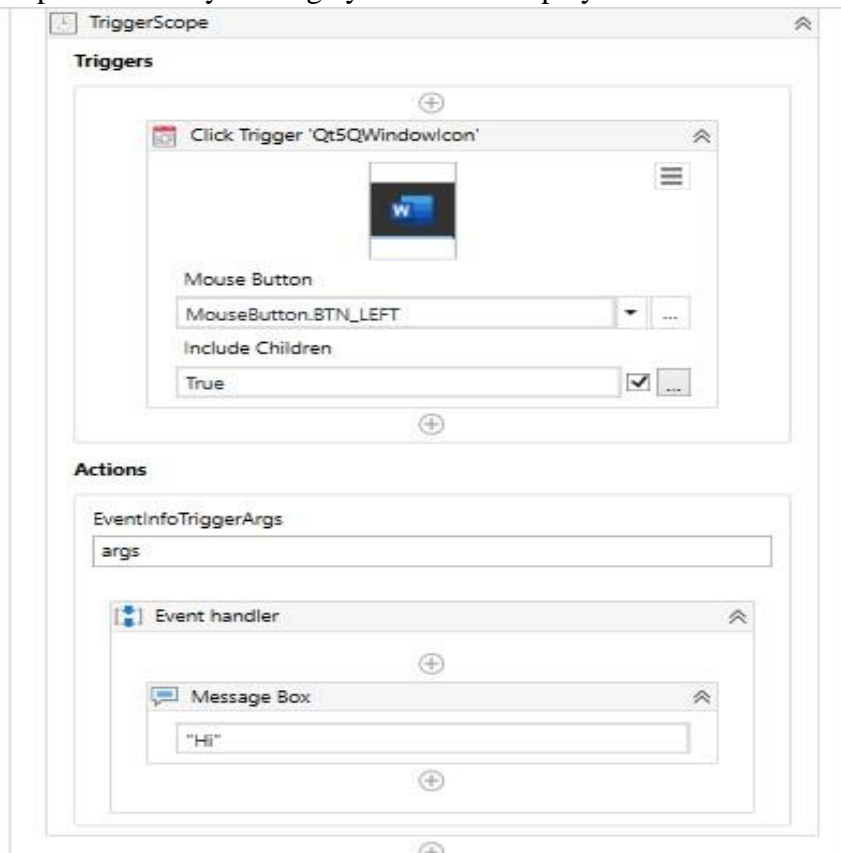 TriggerScope
Triggers
Click Trigger 'Qt5QWindowIcon'
W
Mouse Button
MouseButton.BTN_LEFT
...
Include Children
True
...
Actions
EventInfoTriggerArgs
args
Event handler
Message Box
"Hi"